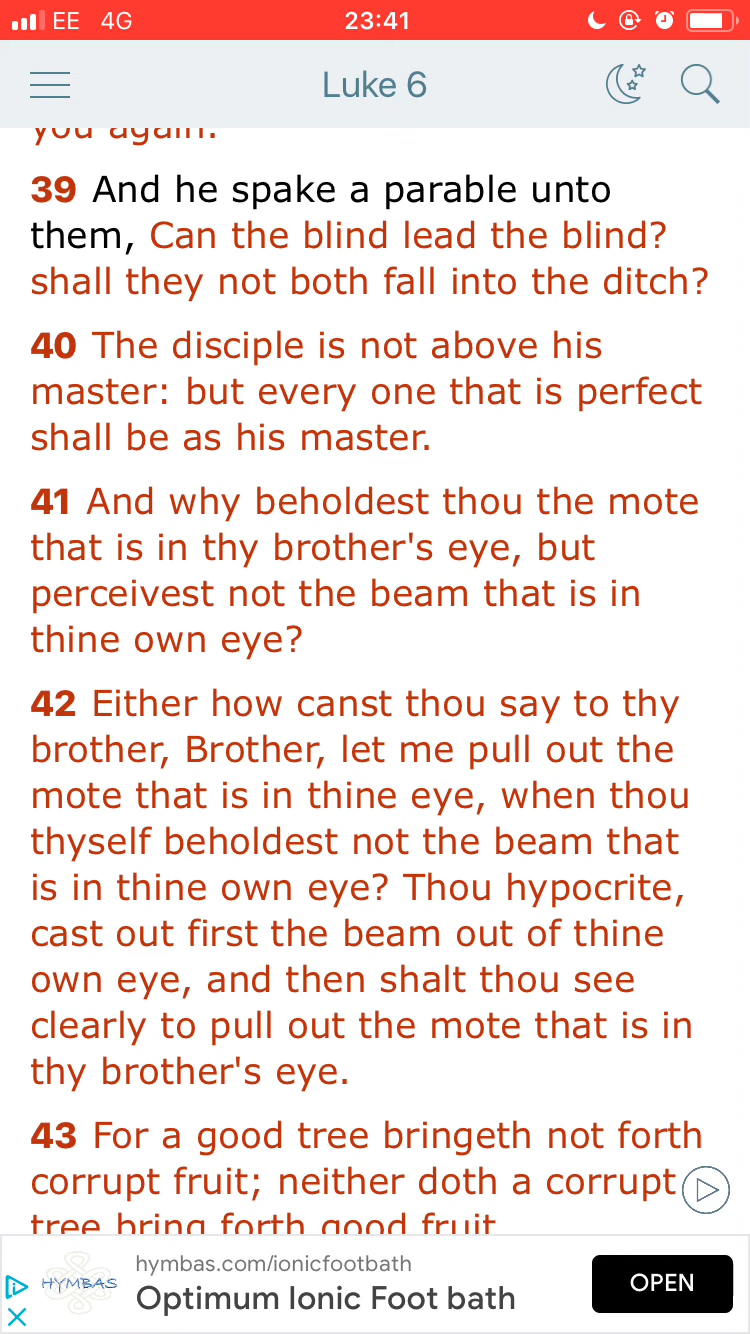 EE 4G 23:41
Luke 6
you again.
39 And he spake a parable unto
them, Can the blind lead the blind?
shall they not both fall into the ditch?
40 The disciple is not above his
master: but every one that is perfect
shall be as his master.
41 And why beholdest thou the mote
that is in thy brother's eye, but
perceivest not the beam that is in
thine own eye?
42 Either how canst thou say to thy
brother, Brother, let me pull out the
mote that is in thine eye, when thou
thyself beholdest not the beam that
is in thine own eye? Thou hypocrite,
cast out first the beam out of thine
own eye, and then shalt thou see
clearly to pull out the mote that is in
thy brother's eye.
43 For a good tree bringeth not forth
corrupt fruit; neither doth a corrupt
tree bring forth good fruit
HYMBAS
hymbas.com/ionicfootbath
Optimum Ionic Foot bath
OPEN